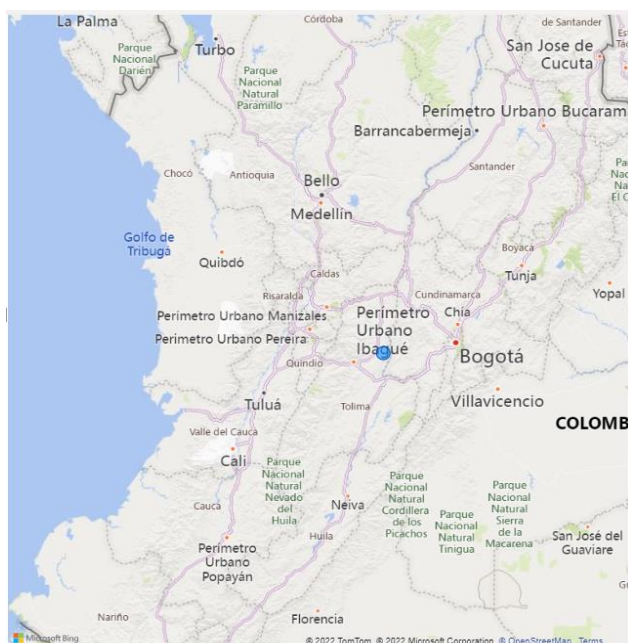 La Palma
Parque
Nacional
Darién
Turbo
Córdoba
de Santander
San Jose de
Cucuta
Parque
Nacional
Natural
Paramillo
Perímetro Urbano Bucaram
Barrancabermeja
Santander
Chocó
Antioquia
Bello
Medellín
Golfo de
Tribugá
Quibdó
Boyaca
Tunja
Yopal
Caldas
Risaralda
Cundinamarca
Chía
Perímetro Urbano Manizales
Perímetro
Urbano
Ibagué
Perímetro Urbano Pereira
Bogotá
Quindio
Villavicencio
Tuluá
Tolima
COLOMB
Valle del Cauca
Cali
Parque
Nacional
Natural
Nevado
del
Huila
Parque
Nacional
Natural
Cordillera
de los
Picachos
Parque
Nacional
Natural
Tinigua
Parque
Nacional
Natural
Sierra
de la
Macarena
Cauca
Neiva
San José del
Guaviare
Perímetro
Urbano
Popayán
Huila
Nariño
Florencia
Microsoft Bing
© 2022 TomTom, © 2022 Microsoft Corporation, © OpenStreetMap Terms